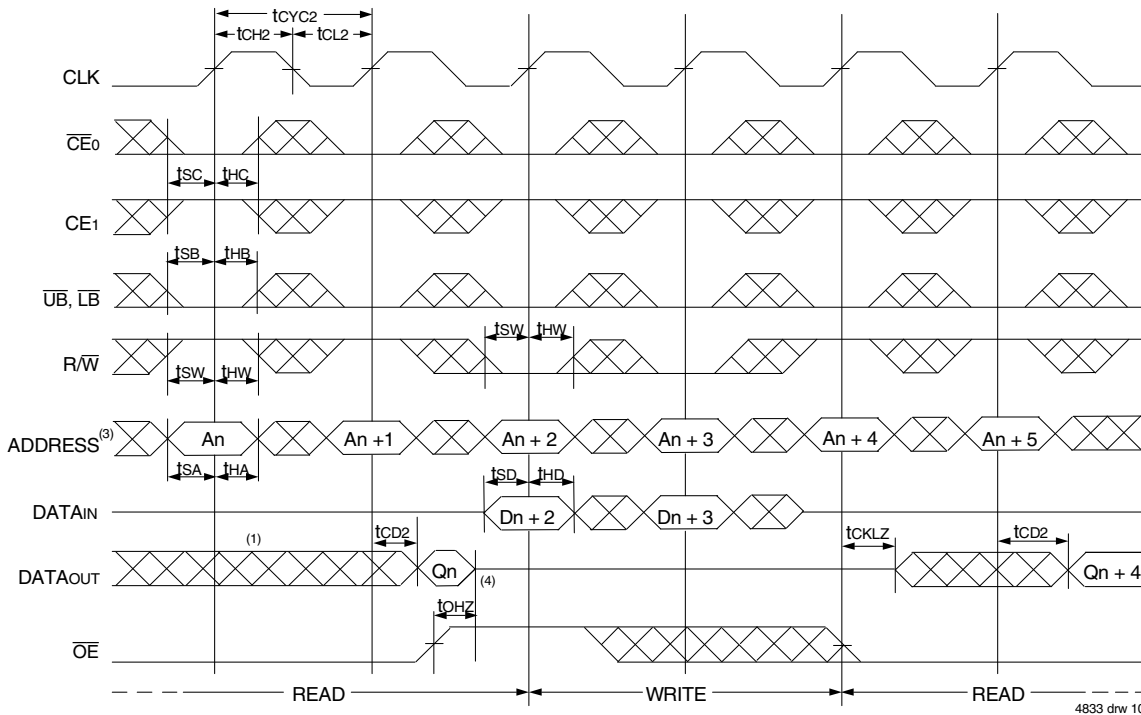 tCYC2
tCH2 tCL2
CLK
CE0
tSC tHC
CE1
tSB tHB
UB, LB
tSW tHW
R/W
tSW tHW
ADDRESS(3) An An +1 An + 2 An + 3 An + 4 An + 5
tSA tHA tSD tHD
DATAIN Dn + 2 Dn + 3
(1) tCD2 tCKLZ tCD2
DATAOUT Qn (4) Qn + 4
tOHZ
OE
READ WRITE READ
4833 drw 10